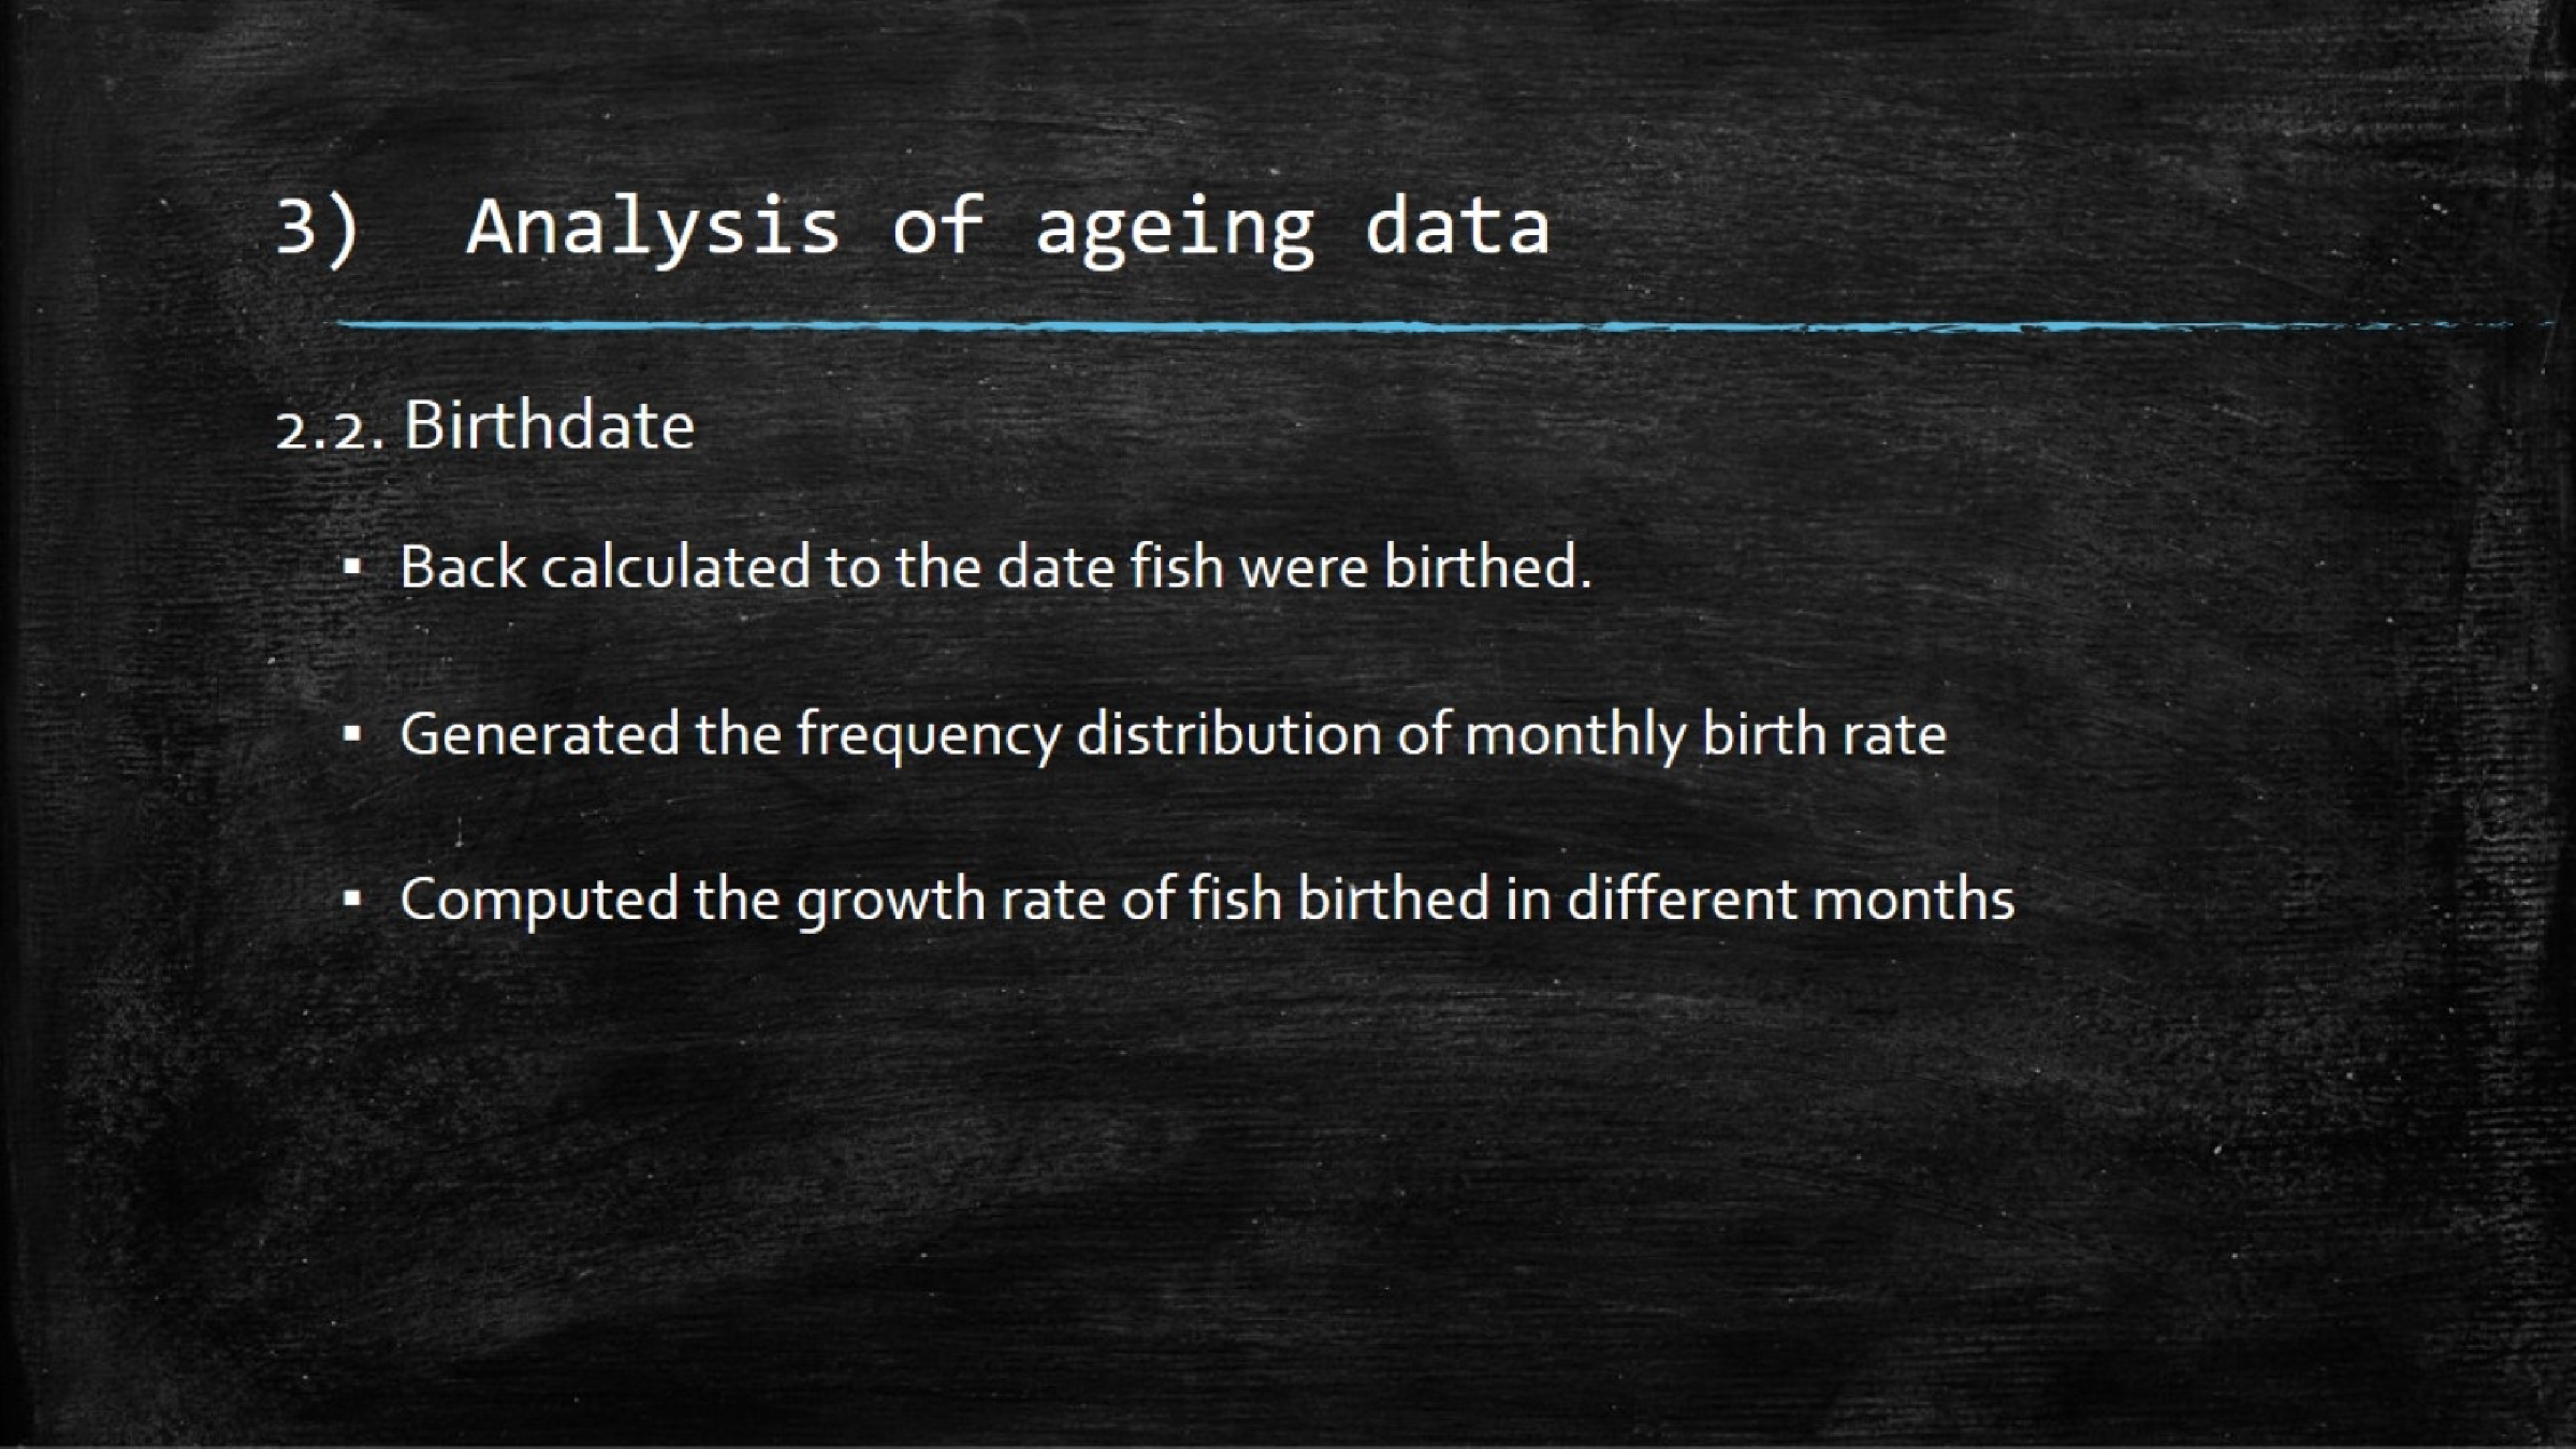 3) Analysis of ageing data
2.2. Birthdate
▪ Back calculated to the date fish were birthed.
▪ Generated the frequency distribution of monthly birth rate
▪ Computed the growth rate of fish birthed in different months